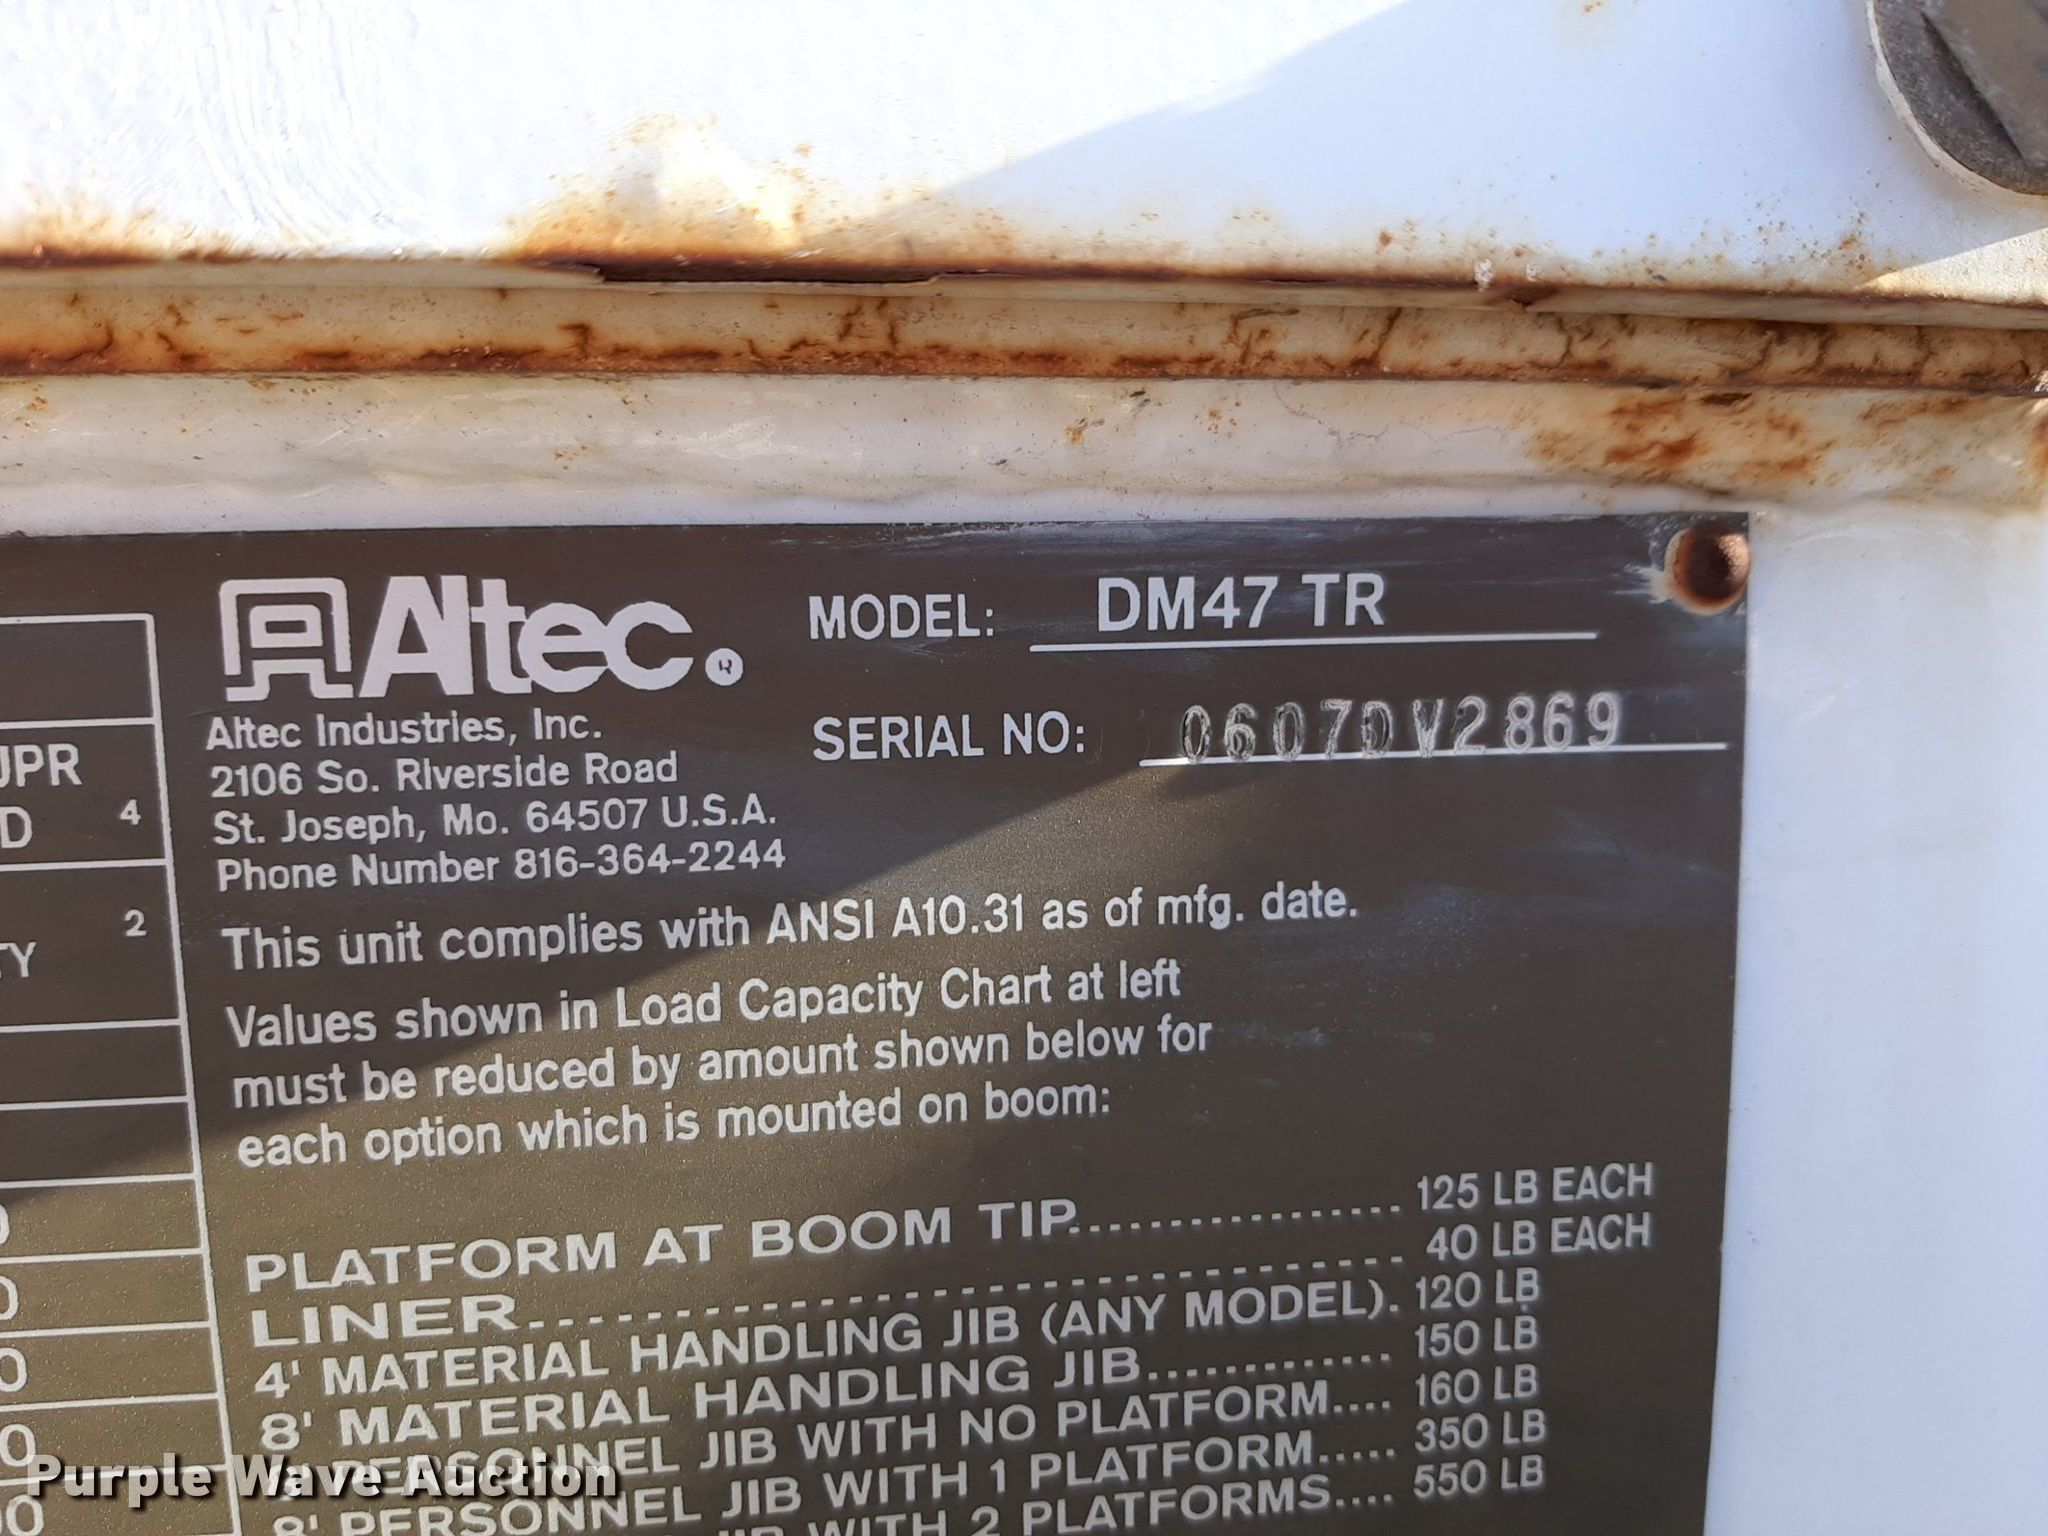 Altec®
MODEL: DM47 TR
SERIAL NO: 0607DV2869
Altec Industries, Inc.
2106 So. Riverside Road
St. Joseph, Mo. 64507 U.S.A.
Phone Number 816-364-2244
This unit complies with ANSI A10.31 as of mfg. date.
Values shown in Load Capacity Chart at left
must be reduced by amount shown below for
each option which is mounted on boom:
PLATFORM AT BOOM TIP................ 125 LB EACH
LINER................................ 40 LB EACH
4' MATERIAL HANDLING JIB (ANY MODEL). 120 LB
8' MATERIAL HANDLING JIB............. 150 LB
8' PERSONNEL JIB WITH NO PLATFORM.... 160 LB
8' PERSONNEL JIB WITH 1 PLATFORM..... 350 LB
JIB WITH 2 PLATFORMS.... 550 LB
JPR
D 4
2
TY
Purple Wave Auction